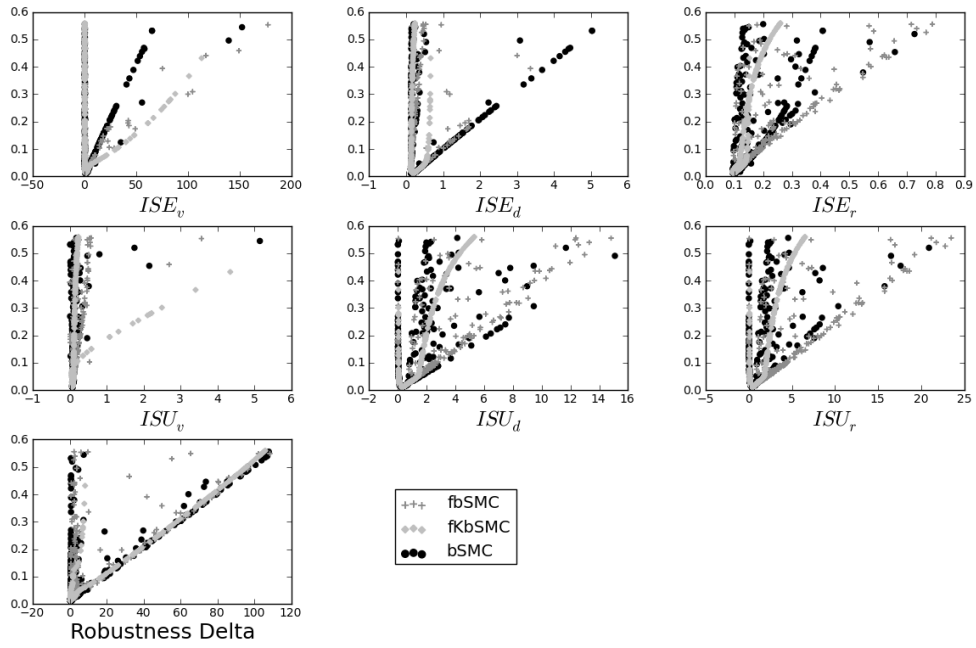 0.6
0.5
0.4
0.3
0.2
0.1
0.0
−50 0 50 100 150 200
ISE_v
0.6
0.5
0.4
0.3
0.2
0.1
0.0
−1 0 1 2 3 4 5 6
ISE_d
0.6
0.5
0.4
0.3
0.2
0.1
0.0
0.0 0.1 0.2 0.3 0.4 0.5 0.6 0.7 0.8 0.9
ISE_r
0.6
0.5
0.4
0.3
0.2
0.1
0.0
−1 0 1 2 3 4 5 6
ISU_v
0.6
0.5
0.4
0.3
0.2
0.1
0.0
−2 0 2 4 6 8 10 12 14 16
ISU_d
0.6
0.5
0.4
0.3
0.2
0.1
0.0
−5 0 5 10 15 20 25
ISU_r
0.6
0.5
0.4
0.3
0.2
0.1
0.0
−20 0 20 40 60 80 100 120
Robustness Delta
fbSMC
fKbSMC
bSMC